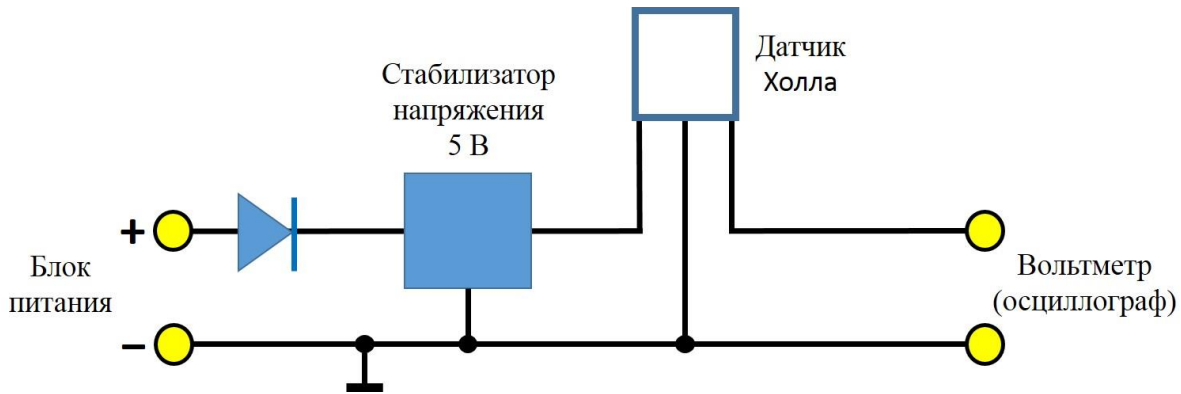 Датчик
Холла
Стабилизатор
напряжения
5 В
+
Блок
питания
–
Вольтметр
(осциллограф)